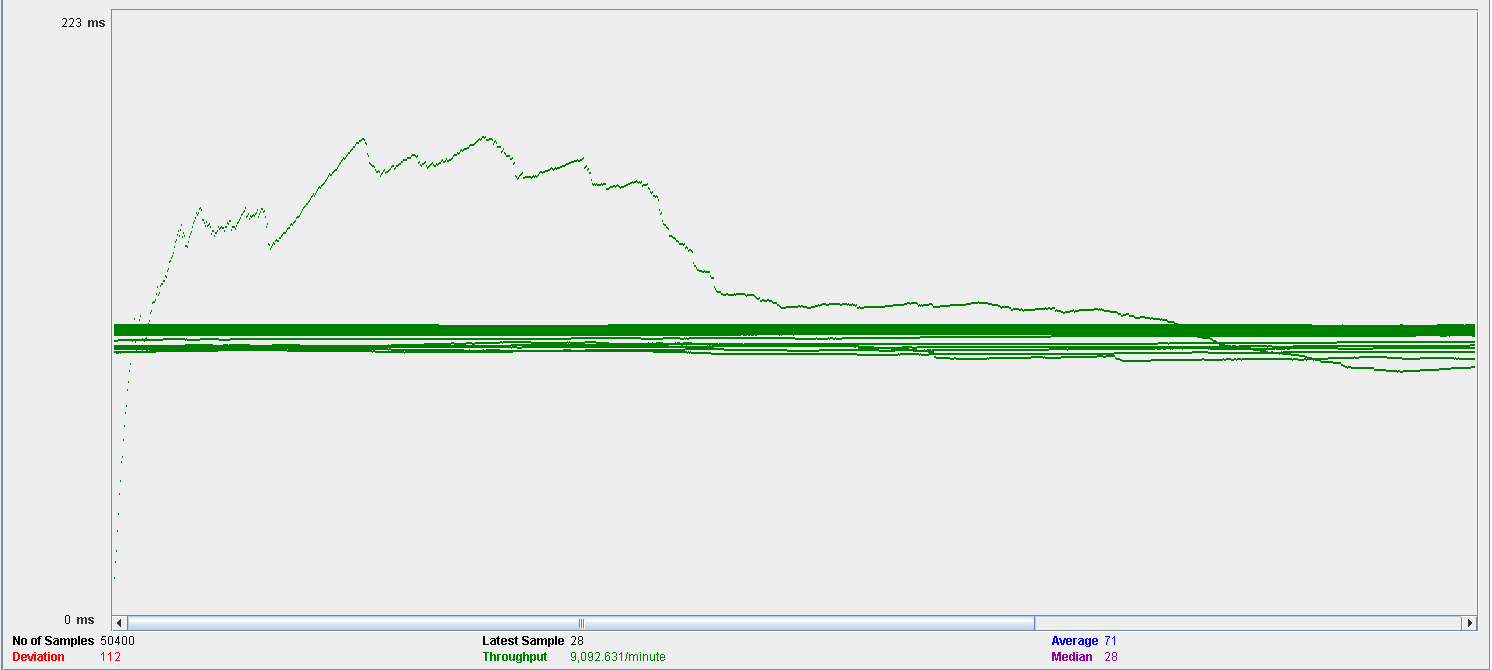 223 ms
0 ms
No of Samples 50400 Latest Sample 28 Average 71
Deviation 112 Throughput 9,092.631/minute Median 28